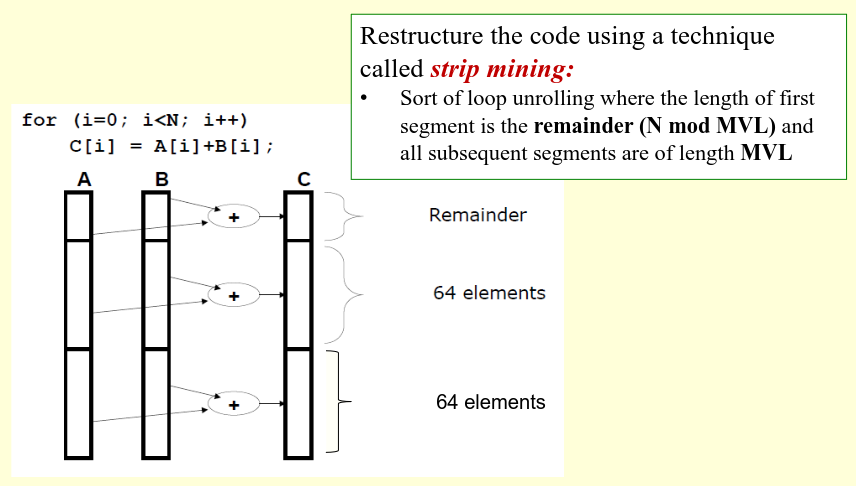 Restructure the code using a technique
called strip mining:
• Sort of loop unrolling where the length of first
segment is the remainder (N mod MVL) and
all subsequent segments are of length MVL
for (i=0; i<N; i++)
C[i] = A[i]+B[i];
A B C
+ Remainder
+ 64 elements
+ 64 elements